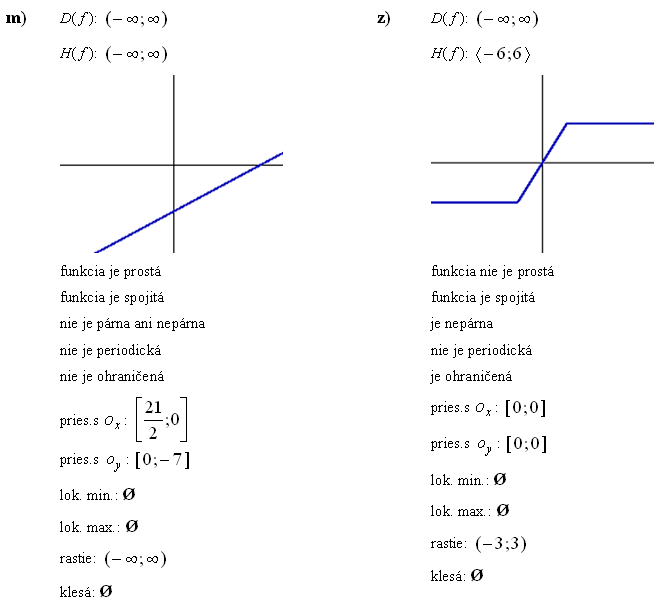 m) D(f): (− ∞; ∞)
H(f): (− ∞; ∞)
funkcia je prostá
funkcia je spojitá
nie je párna ani nepárna
nie je periodická
nie je ohraničená
pries.s oₓ : [21/2;0]
pries.s o_y : [0;−7]
lok. min.: Ø
lok. max.: Ø
rastie: (− ∞; ∞)
klesá: Ø
z) D(f): (− ∞; ∞)
H(f): ⟨−6;6⟩
funkcia nie je prostá
funkcia je spojitá
je nepárna
nie je periodická
je ohraničená
pries.s oₓ : [0;0]
pries.s o_y : [0;0]
lok. min.: Ø
lok. max.: Ø
rastie: (−3;3)
klesá: Ø